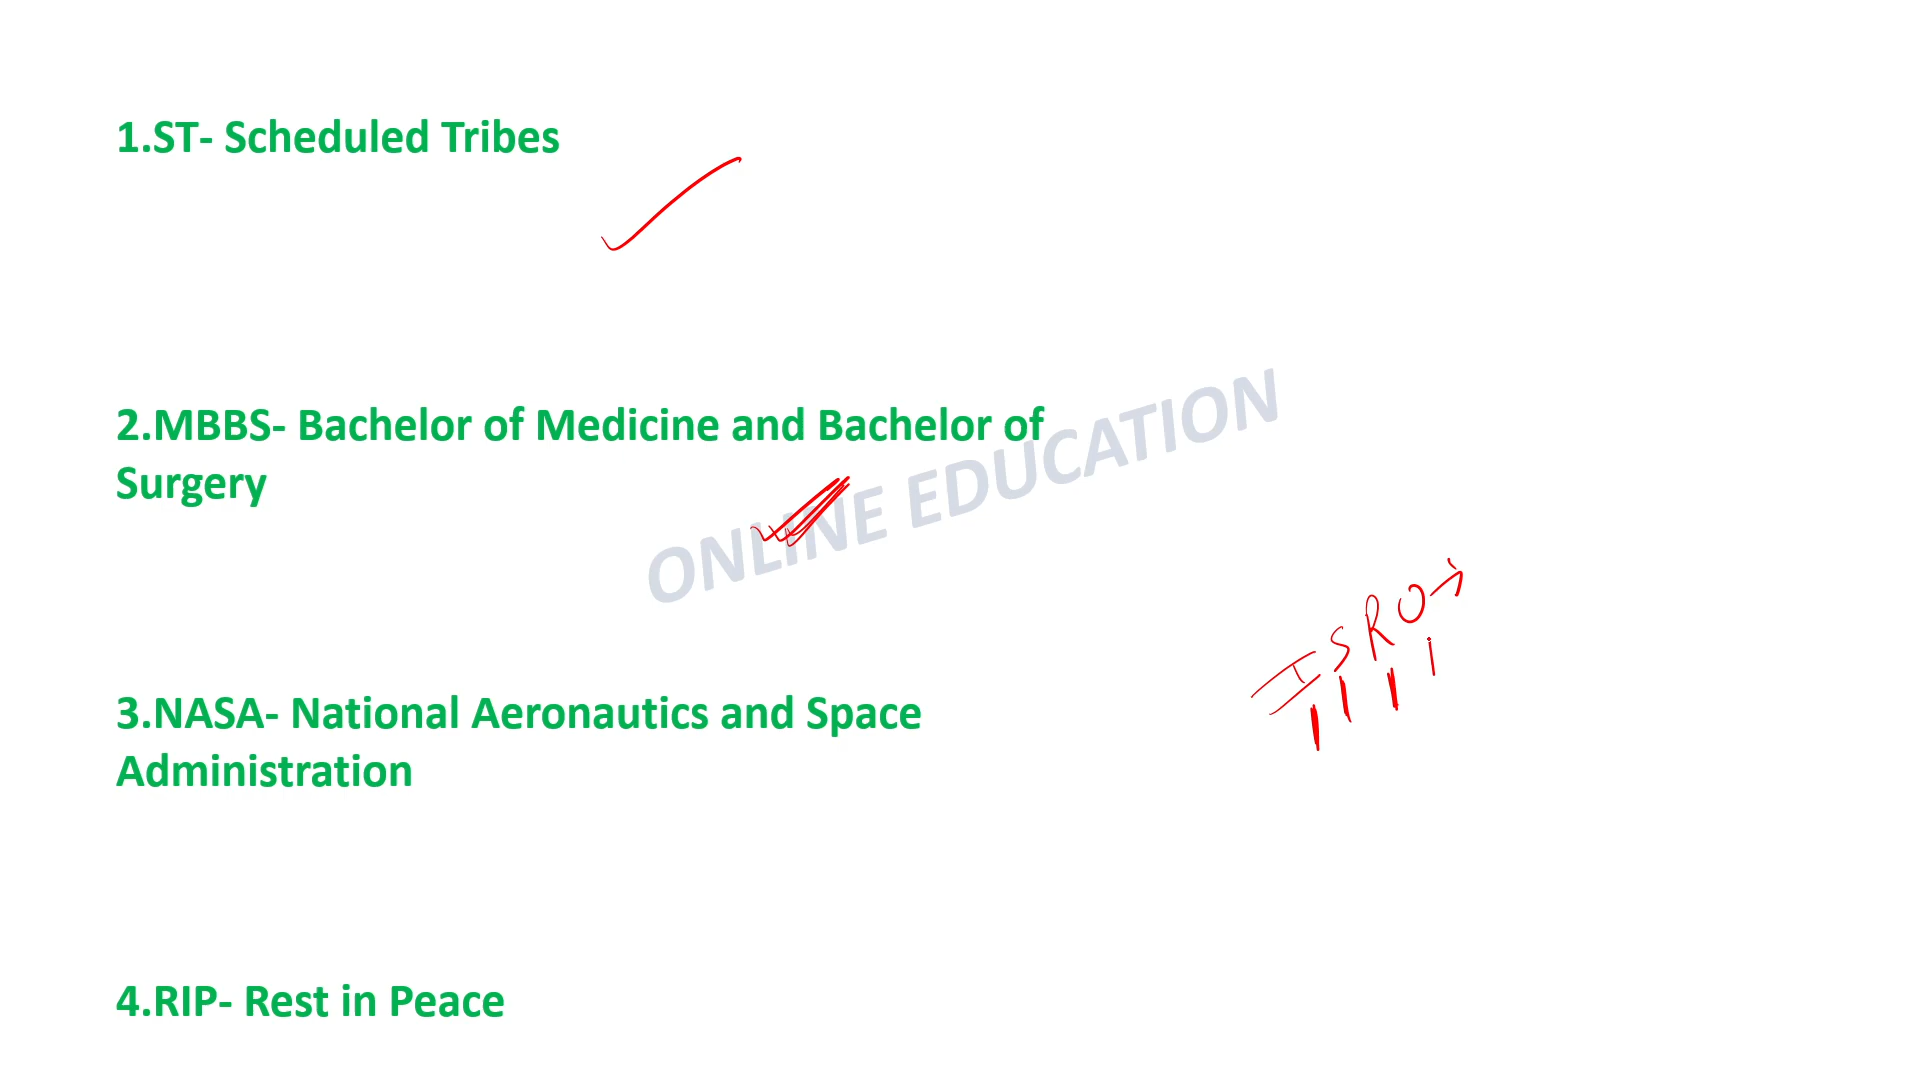 1.ST- Scheduled Tribes
2.MBBS- Bachelor of Medicine and Bachelor of
Surgery
ONLINE EDUCATION
ISRO→
3.NASA- National Aeronautics and Space
Administration
4.RIP- Rest in Peace